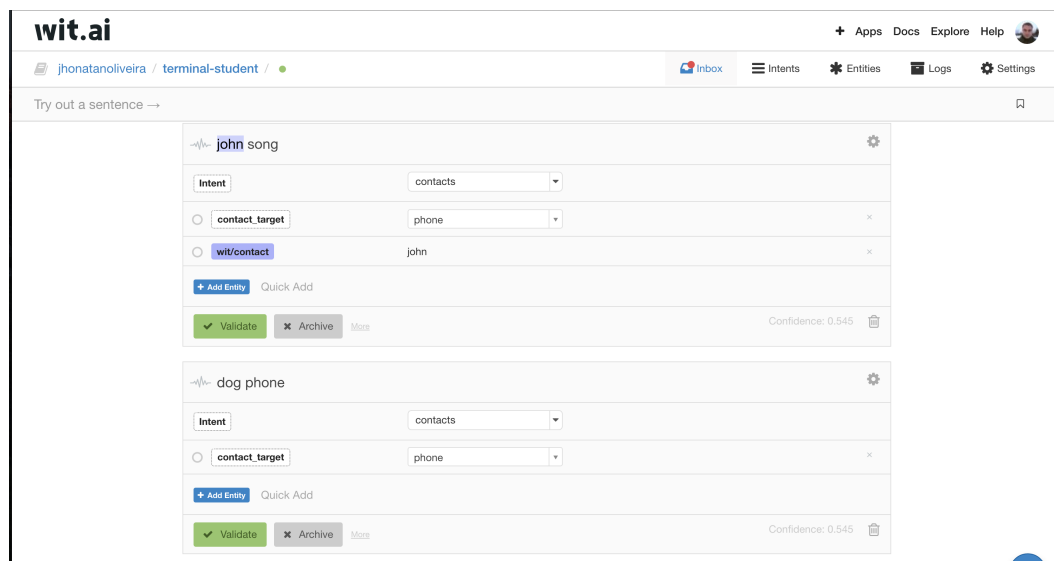 wit.ai
+ Apps Docs Explore Help
jhonatanoliveira / terminal-student /
Inbox Intents Entities Logs Settings
Try out a sentence →
john song
Intent contacts
contact_target phone ×
wit/contact john ×
+ Add Entity Quick Add
Validate Archive More Confidence: 0.545
dog phone
Intent contacts
contact_target phone ×
+ Add Entity Quick Add
Validate Archive More Confidence: 0.545